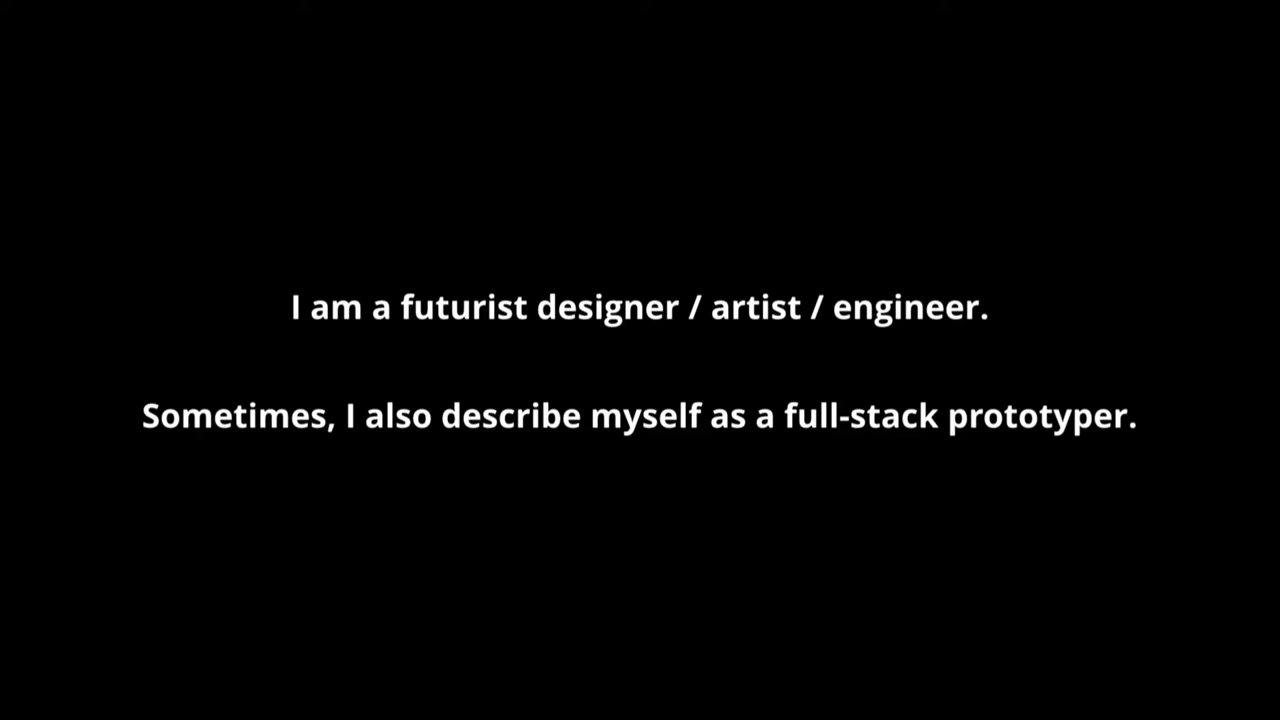 I am a futurist designer / artist / engineer.
Sometimes, I also describe myself as a full-stack prototyper.